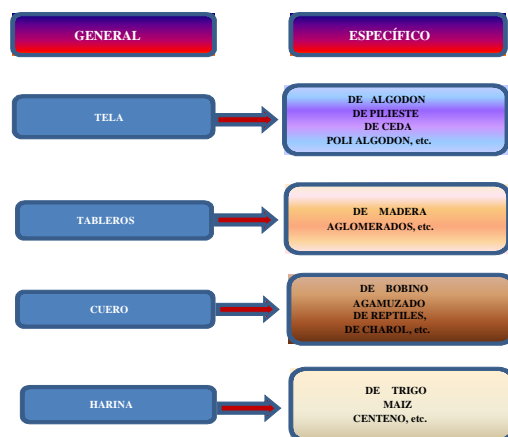 GENERAL
ESPECÍFICO
TELA
DE ALGODON
DE PILIESTE
DE CEDA
POLI ALGODON, etc.
TABLEROS
DE MADERA
AGLOMERADOS, etc.
CUERO
DE BOBINO
AGAMUZADO
DE REPTILES,
DE CHAROL, etc.
HARINA
DE TRIGO
MAIZ
CENTENO, etc.